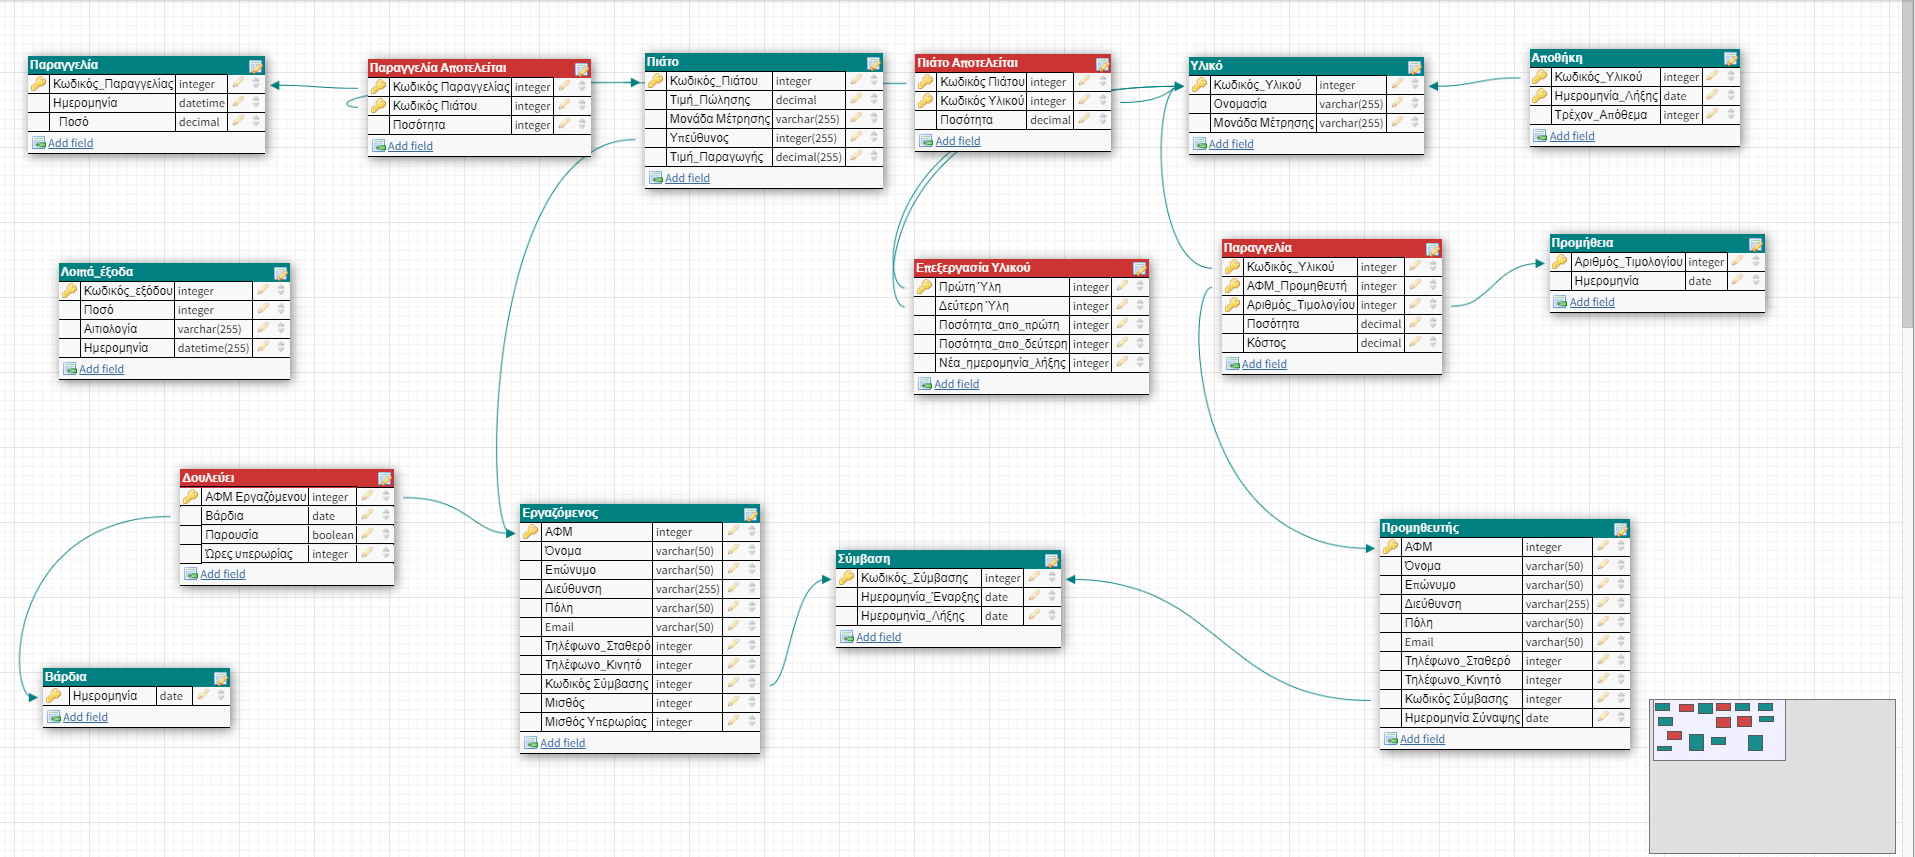 Παραγγελία
Κωδικός_Παραγγελίας integer
Ημερομηνία datetime
Ποσό decimal
Add field
Παραγγελία Αποτελείται
Κωδικός Παραγγελίας integer
Κωδικός Πιάτου integer
Ποσότητα integer
Add field
Πιάτο
Κωδικός_Πιάτου integer
Τιμή_Πώλησης decimal
Μονάδα Μέτρησης varchar(255)
Υπεύθυνος integer(255)
Τιμή_Παραγωγής decimal(255)
Add field
Πιάτο Αποτελείται
Κωδικός Πιάτου integer
Κωδικός Υλικού integer
Ποσότητα decimal
Add field
Υλικό
Κωδικός_Υλικού integer
Ονομασία varchar(255)
Μονάδα Μέτρησης varchar(255)
Add field
Αποθήκη
Κωδικός_Υλικού integer
Ημερομηνία_Λήξης date
Τρέχον_Απόθεμα integer
Add field
Λοιπά_έξοδα
Κωδικός_εξόδου integer
Ποσό integer
Αιτιολογία varchar(255)
Ημερομηνία datetime(255)
Add field
Επεξεργασία Υλικού
Πρώτη Ύλη integer
Δεύτερη Ύλη integer
Ποσότητα_απο_πρώτη integer
Ποσότητα_απο_δεύτερη integer
Νέα_ημερομηνία_λήξης integer
Add field
Παραγγελία
Κωδικός_Υλικού integer
ΑΦΜ_Προμηθευτή integer
Αριθμός_Τιμολογίου integer
Ποσότητα decimal
Κόστος decimal
Add field
Προμήθεια
Αριθμός_Τιμολογίου integer
Ημερομηνία date
Add field
Δουλεύει
ΑΦΜ Εργαζόμενου integer
Βάρδια date
Παρουσία boolean
Ώρες υπερωρίας integer
Add field
Εργαζόμενος
ΑΦΜ integer
Όνομα varchar(50)
Επώνυμο varchar(50)
Διεύθυνση varchar(255)
Πόλη varchar(50)
Email varchar(50)
Τηλέφωνο_Σταθερό integer
Τηλέφωνο_Κινητό integer
Κωδικός Σύμβασης integer
Μισθός integer
Μισθός Υπερωρίας integer
Add field
Σύμβαση
Κωδικός_Σύμβασης integer
Ημερομηνία_Έναρξης date
Ημερομηνία_Λήξης date
Add field
Προμηθευτής
ΑΦΜ integer
Όνομα varchar(50)
Επώνυμο varchar(50)
Διεύθυνση varchar(255)
Πόλη varchar(50)
Email varchar(50)
Τηλέφωνο_Σταθερό integer
Τηλέφωνο_Κινητό integer
Κωδικός Σύμβασης integer
Ημερομηνία Σύναψης date
Add field
Βάρδια
Ημερομηνία date
Add field